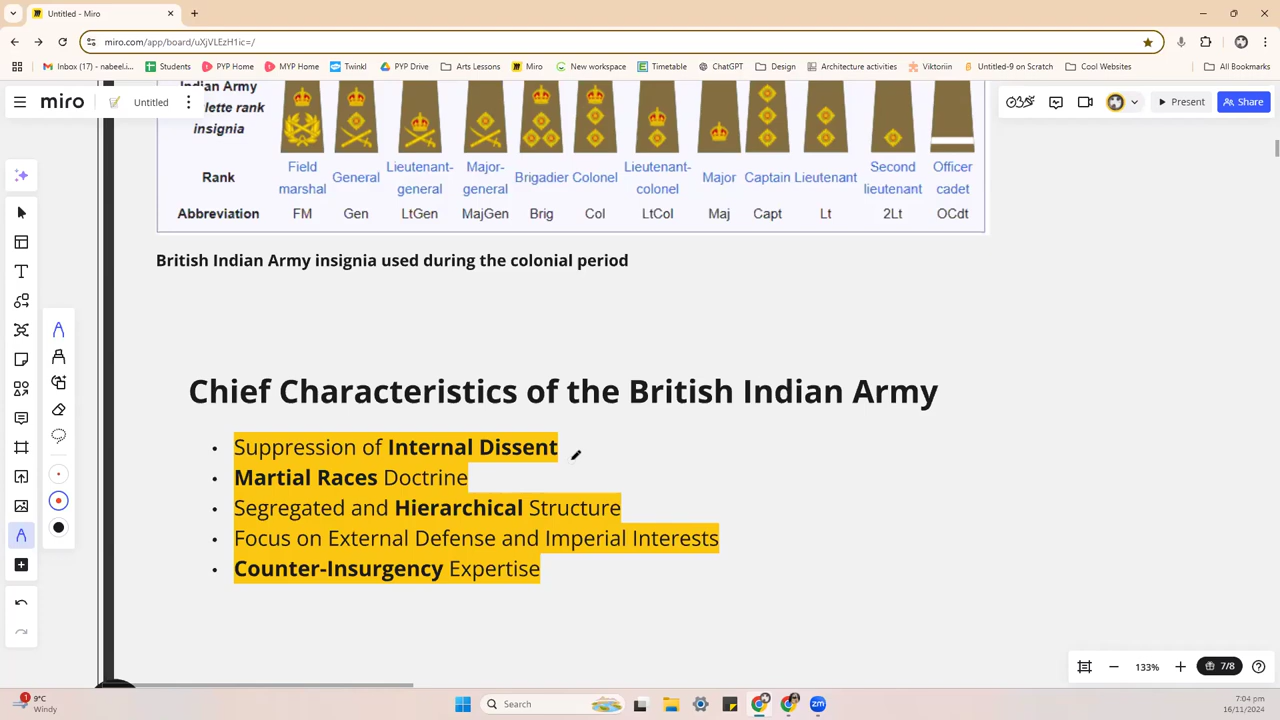 Untitled - Miro
miro.com/app/board/uXjVLEzH1ic=/
Inbox (17) - nabeel.i... Students PYP Home MYP Home Twinkl PYP Drive Arts Lessons Miro New workspace Timetable ChatGPT Design Architecture activities Viktoriin Untitled-9 on Scratch Cool Websites All Bookmarks
miro Untitled Present Share
Indian Army
lette rank
insignia
Rank Field marshal General Lieutenant-general Major-general Brigadier Colonel Lieutenant-colonel Major Captain Lieutenant Second lieutenant Officer cadet
Abbreviation FM Gen LtGen MajGen Brig Col LtCol Maj Capt Lt 2Lt OCdt
British Indian Army insignia used during the colonial period
Chief Characteristics of the British Indian Army
• Suppression of Internal Dissent
• Martial Races Doctrine
• Segregated and Hierarchical Structure
• Focus on External Defense and Imperial Interests
• Counter-Insurgency Expertise
133% 7/8
1 9°C Search zm 7:04 pm
Windy 16/11/2024